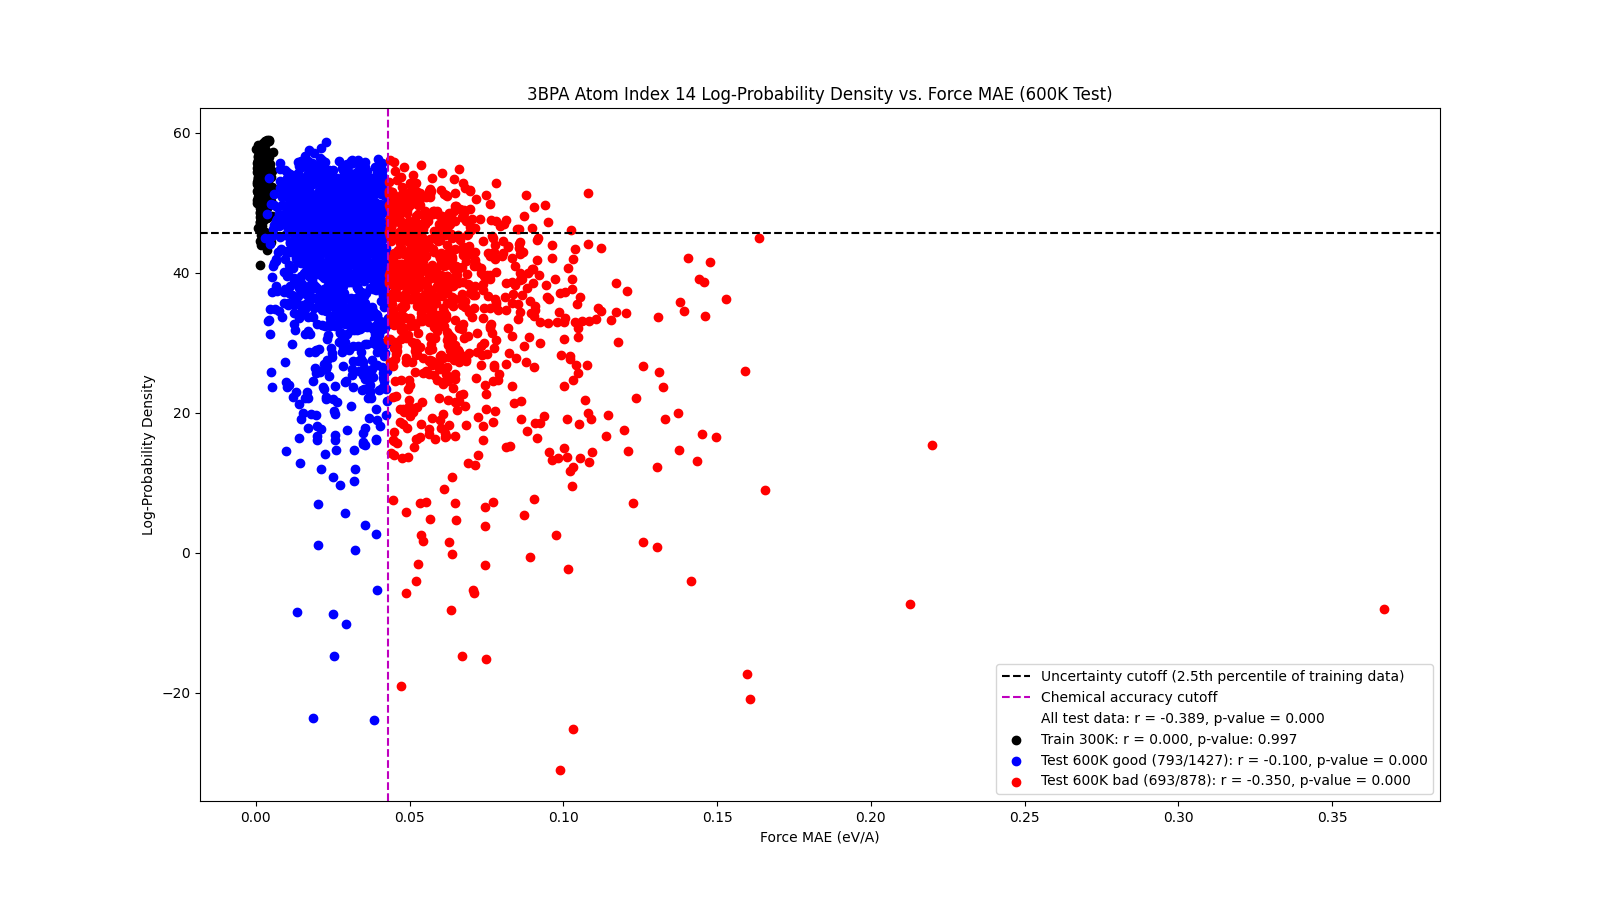 3BPA Atom Index 14 Log-Probability Density vs. Force MAE (600K Test)
60
40
20
0
−20
Log-Probability Density
0.00 0.05 0.10 0.15 0.20 0.25 0.30 0.35
Force MAE (eV/A)
Uncertainty cutoff (2.5th percentile of training data)
Chemical accuracy cutoff
All test data: r = -0.389, p-value = 0.000
Train 300K: r = 0.000, p-value: 0.997
Test 600K good (793/1427): r = -0.100, p-value = 0.000
Test 600K bad (693/878): r = -0.350, p-value = 0.000